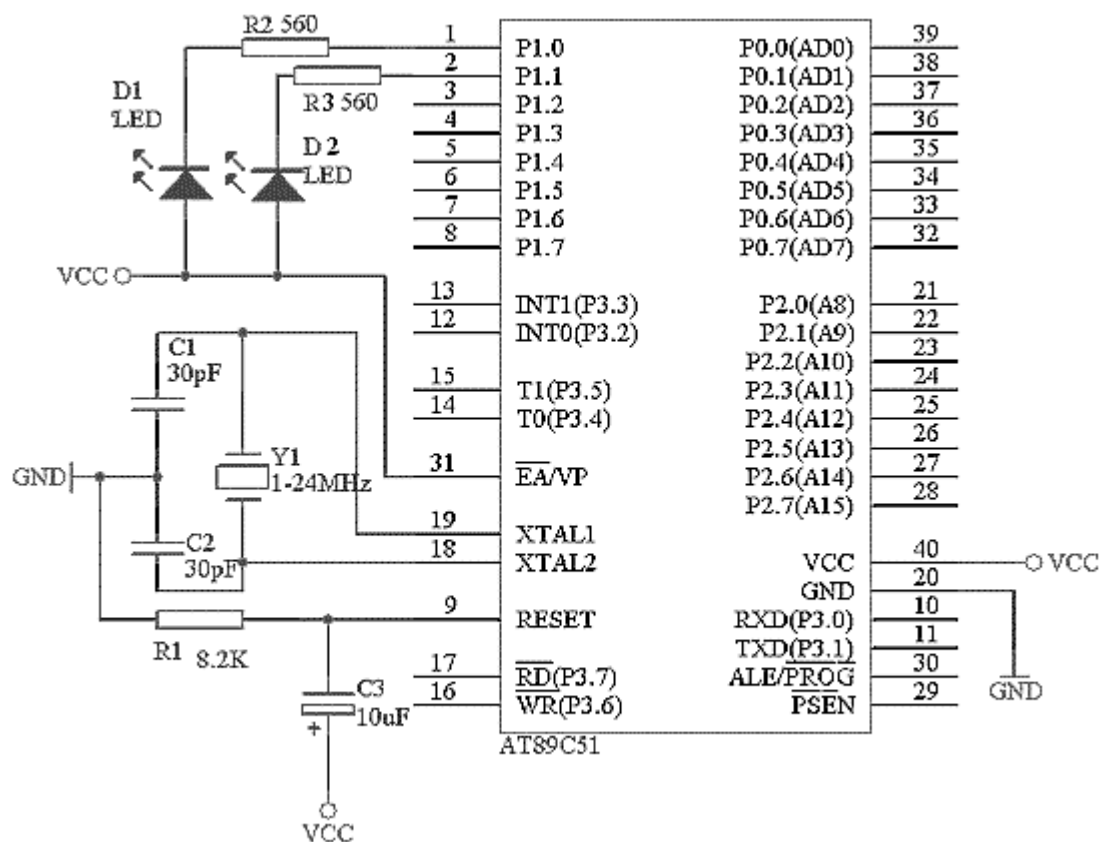 R2 560
1 P1.0 P0.0(AD0) 39
2 P1.1 P0.1(AD1) 38
R3 560
D1
LED
3 P1.2 P0.2(AD2) 37
4 P1.3 P0.3(AD3) 36
D2
LED
5 P1.4 P0.4(AD4) 35
6 P1.5 P0.5(AD5) 34
7 P1.6 P0.6(AD6) 33
8 P1.7 P0.7(AD7) 32
VCC
13 INT1(P3.3) P2.0(A8) 21
12 INT0(P3.2) P2.1(A9) 22
C1
30pF
P2.2(A10) 23
15 T1(P3.5) P2.3(A11) 24
14 T0(P3.4) P2.4(A12) 25
P2.5(A13) 26
GND
Y1
1-24MHz
31 EA/VP P2.6(A14) 27
P2.7(A15) 28
19 XTAL1
C2
30pF
18 XTAL2 VCC 40 VCC
GND 20
9 RESET RXD(P3.0) 10
R1 8.2K
TXD(P3.1) 11
17 RD(P3.7) ALE/PROG 30
GND
16 WR(P3.6) PSEN 29
C3
10uF
+
AT89C51
VCC